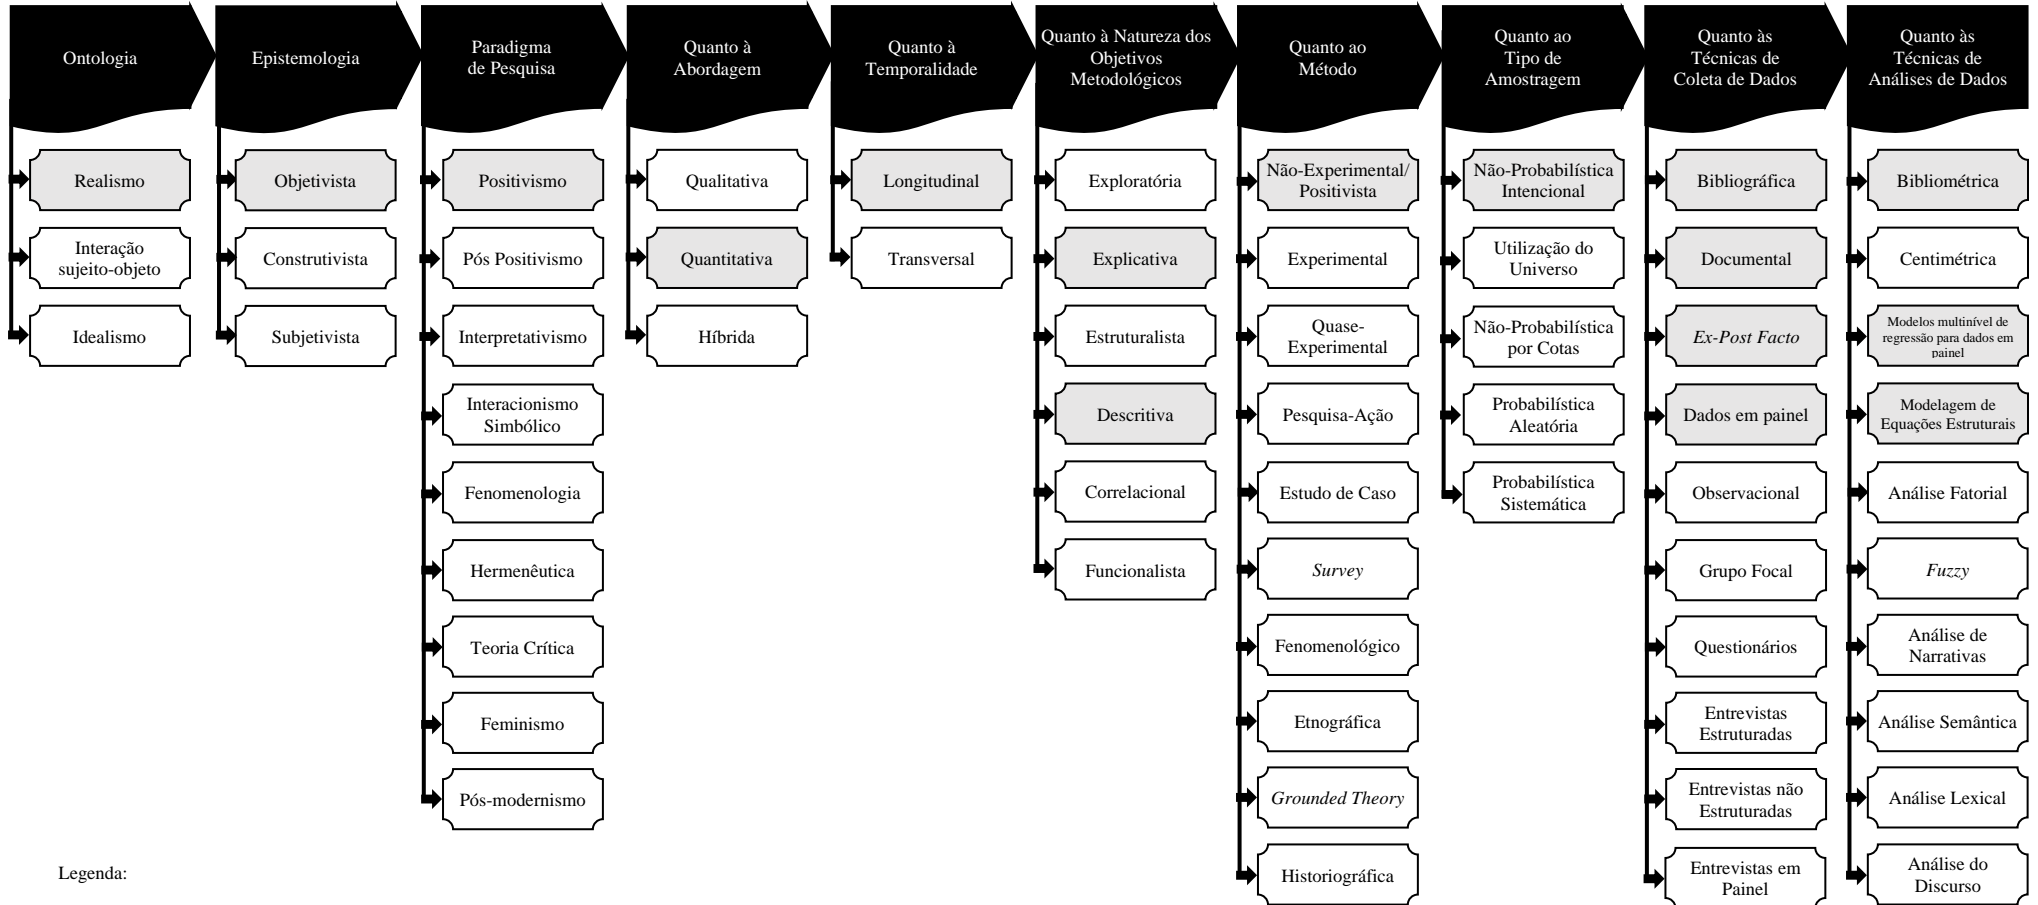 Ontologia
Epistemologia
Paradigma
de Pesquisa
Quanto à
Abordagem
Quanto à
Temporalidade
Quanto à Natureza dos
Objetivos
Metodológicos
Quanto ao
Método
Quanto ao
Tipo de
Amostragem
Quanto às
Técnicas de
Coleta de Dados
Quanto às
Técnicas de
Análises de Dados
Realismo
Interação
sujeito-objeto
Idealismo
Objetivista
Construtivista
Subjetivista
Positivismo
Pós Positivismo
Interpretativismo
Interacionismo
Simbólico
Fenomenologia
Hermenêutica
Teoria Crítica
Feminismo
Pós-modernismo
Qualitativa
Quantitativa
Híbrida
Longitudinal
Transversal
Exploratória
Explicativa
Estruturalista
Descritiva
Correlacional
Funcionalista
Não-Experimental/
Positivista
Experimental
Quase-
Experimental
Pesquisa-Ação
Estudo de Caso
Survey
Fenomenológico
Etnográfica
Grounded Theory
Historiográfica
Não-Probabilística
Intencional
Utilização do
Universo
Não-Probabilística
por Cotas
Probabilística
Aleatória
Probabilística
Sistemática
Bibliográfica
Documental
Ex-Post Facto
Dados em painel
Observacional
Grupo Focal
Questionários
Entrevistas
Estruturadas
Entrevistas não
Estruturadas
Entrevistas em
Painel
Bibliométrica
Centimétrica
Modelos multinível de
regressão para dados em
painel
Modelagem de
Equações Estruturais
Análise Fatorial
Fuzzy
Análise de
Narrativas
Análise Semântica
Análise Lexical
Análise do
Discurso
Legenda: